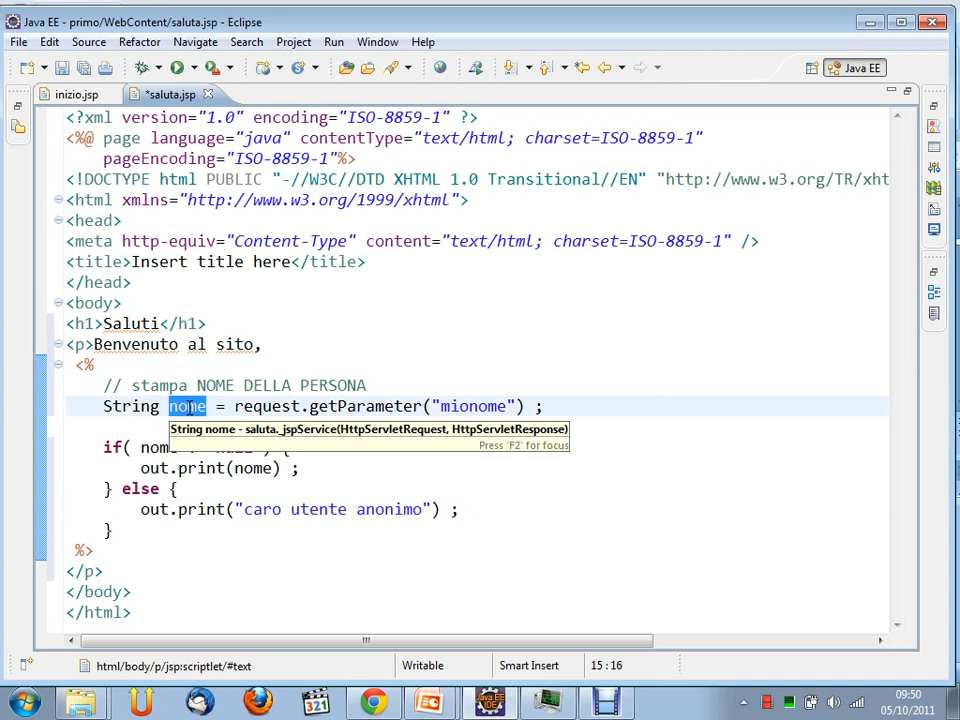 Java EE - primo/WebContent/saluta.jsp - Eclipse
File Edit Source Refactor Navigate Search Project Run Window Help
Java EE
inizio.jsp *saluta.jsp
<?xml version="1.0" encoding="ISO-8859-1" ?>
<%@ page language="java" contentType="text/html; charset=ISO-8859-1"
pageEncoding="ISO-8859-1"%>
<!DOCTYPE html PUBLIC "-//W3C//DTD XHTML 1.0 Transitional//EN" "http://www.w3.org/TR/xht
<html xmlns="http://www.w3.org/1999/xhtml">
<head>
<meta http-equiv="Content-Type" content="text/html; charset=ISO-8859-1" />
<title>Insert title here</title>
</head>
<body>
<h1>Saluti</h1>
<p>Benvenuto al sito,
<%
// stampa NOME DELLA PERSONA
String nome = request.getParameter("mionome") ;
String nome - saluta._jspService(HttpServletRequest, HttpServletResponse)
Press 'F2' for focus
if( nom
out.print(nome) ;
} else {
out.print("caro utente anonimo") ;
}
%>
</p>
</body>
</html>
html/body/p/jsp:scriptlet/#text Writable Smart Insert 15 : 16
321
Java EE IDE
09:50
05/10/2011